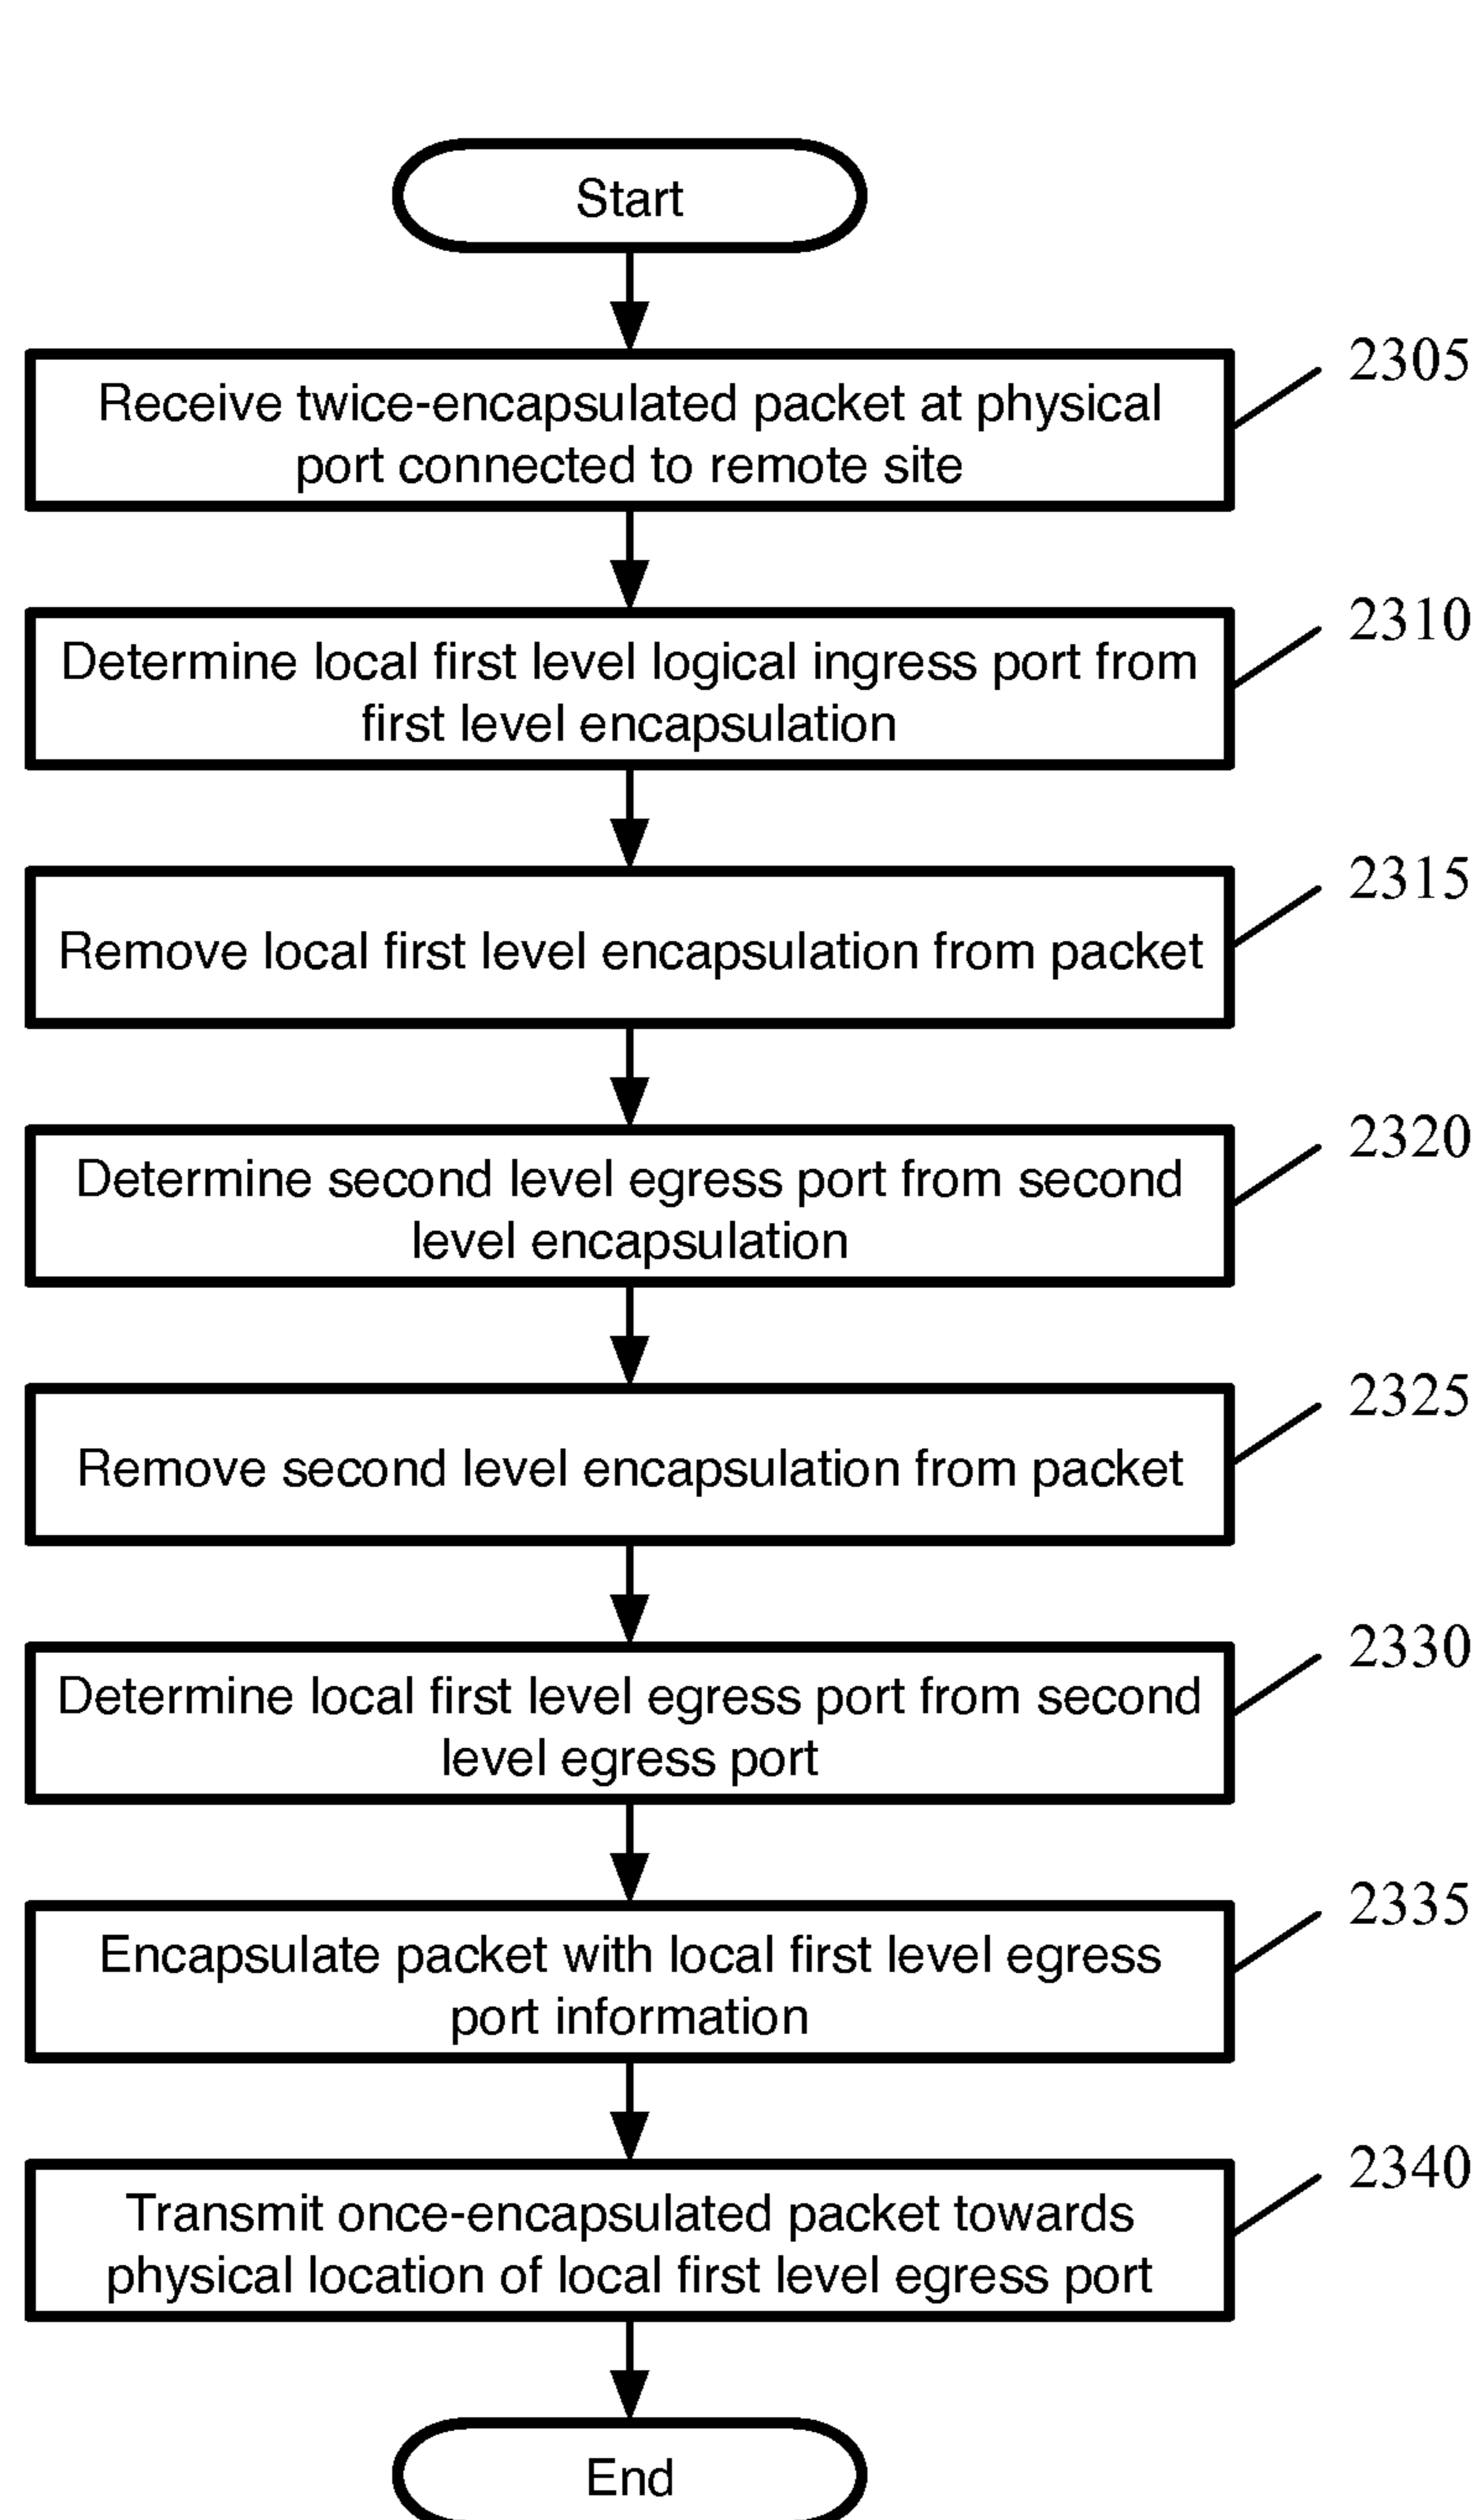 Start
Receive twice-encapsulated packet at physical
port connected to remote site
2305
Determine local first level logical ingress port from
first level encapsulation
2310
Remove local first level encapsulation from packet
2315
Determine second level egress port from second
level encapsulation
2320
Remove second level encapsulation from packet
2325
Determine local first level egress port from second
level egress port
2330
Encapsulate packet with local first level egress
port information
2335
Transmit once-encapsulated packet towards
physical location of local first level egress port
2340
End